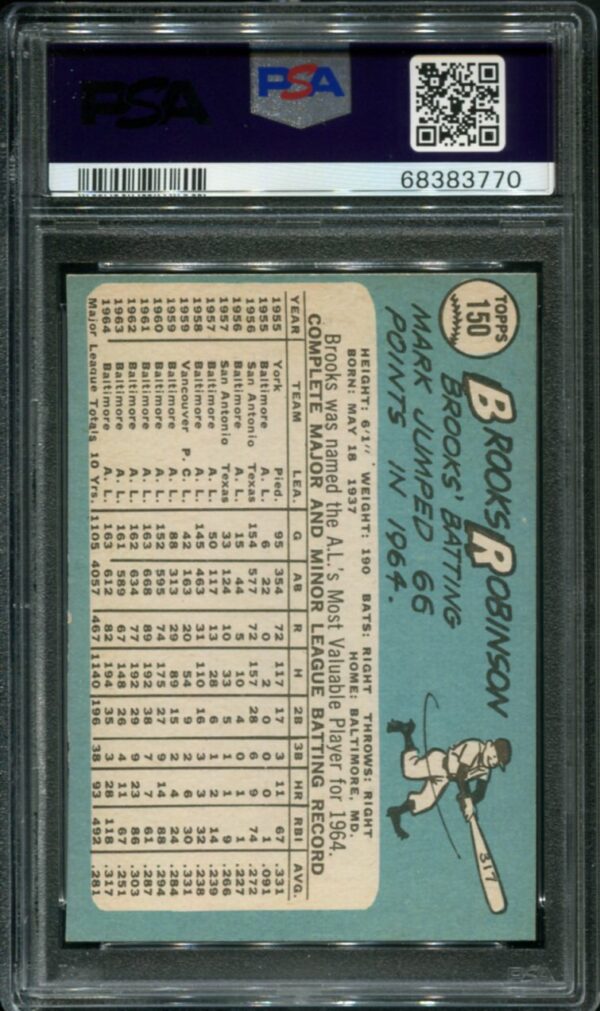 PSA
PSA
68383770
TOPPS
150
BROOKS ROBINSON
BROOKS' BATTING
MARK JUMPED 66
POINTS IN 1964.
317
HEIGHT: 6'1" WEIGHT: 190 BATS: RIGHT THROWS: RIGHT
BORN: MAY 18 1937 HOME: BALTIMORE, MD.
Brooks was named the A.L.'s Most Valuable Player for 1964.
COMPLETE MAJOR AND MINOR LEAGUE BATTING RECORD
YEAR TEAM LEA. G AB R H 2B 3B HR RBI AVG.
1955 York Pied. 95 354 72 117 17 3 11 67 .331
1955 Baltimore A. L. 6 22 0 2 0 0 0 1 .091
1956 San Antonio Texas 154 577 72 157 28 6 9 74 .272
1956 Baltimore A. L. 15 44 5 10 4 0 1 1 .227
1957 San Antonio Texas 33 124 10 33 5 1 1 9 .266
1957 Baltimore A. L. 50 117 13 28 6 1 2 14 .239
1958 Baltimore A. L. 145 463 31 110 16 3 3 32 .238
1959 Vancouver P. C. L. 42 163 20 54 9 2 6 30 .331
1959 Baltimore A. L. 88 313 29 89 15 2 4 24 .284
1960 Baltimore A. L. 152 595 74 175 27 9 14 88 .294
1961 Baltimore A. L. 163 668 89 192 38 7 7 61 .287
1962 Baltimore A. L. 162 634 77 192 29 9 23 86 .303
1963 Baltimore A. L. 161 589 67 148 26 4 11 67 .251
1964 Baltimore A. L. 163 612 82 194 35 3 28 118 .317
Major League Totals 10 Yrs. 1105 4057 467 1140 196 38 93 492 .281
PSA